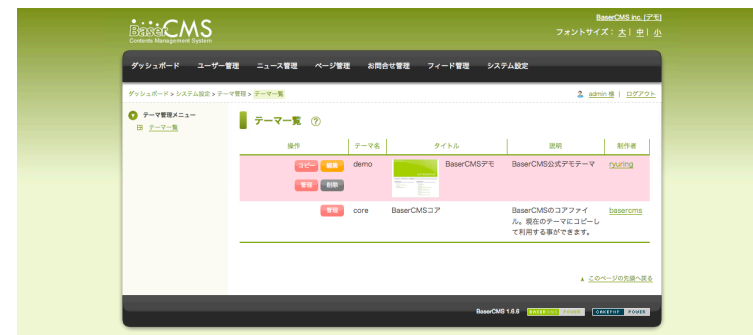 BaserCMS Inc. [デモ]
BaserCMS
Contents Management System
フォントサイズ： 大 | 中 | 小
ダッシュボード ユーザー管理 ニュース管理 ページ管理 お問合せ管理 フィード管理 システム設定
ダッシュボード > システム設定 > テーマ管理 > テーマ一覧
admin 様 | ログアウト
テーマ管理メニュー
テーマ一覧
テーマ一覧 ?
操作 テーマ名 タイトル 説明 制作者
コピー 編集 demo BaserCMSデモ BaserCMS公式デモテーマ ryuring
管理 削除
管理 core BaserCMSコア BaserCMSのコアファイ basercms
ル。現在のテーマにコピーし
て利用する事ができます。
▲ このページの先頭へ戻る
BaserCMS 1.6.6 BASERCMS POWER CAKEPHP POWER